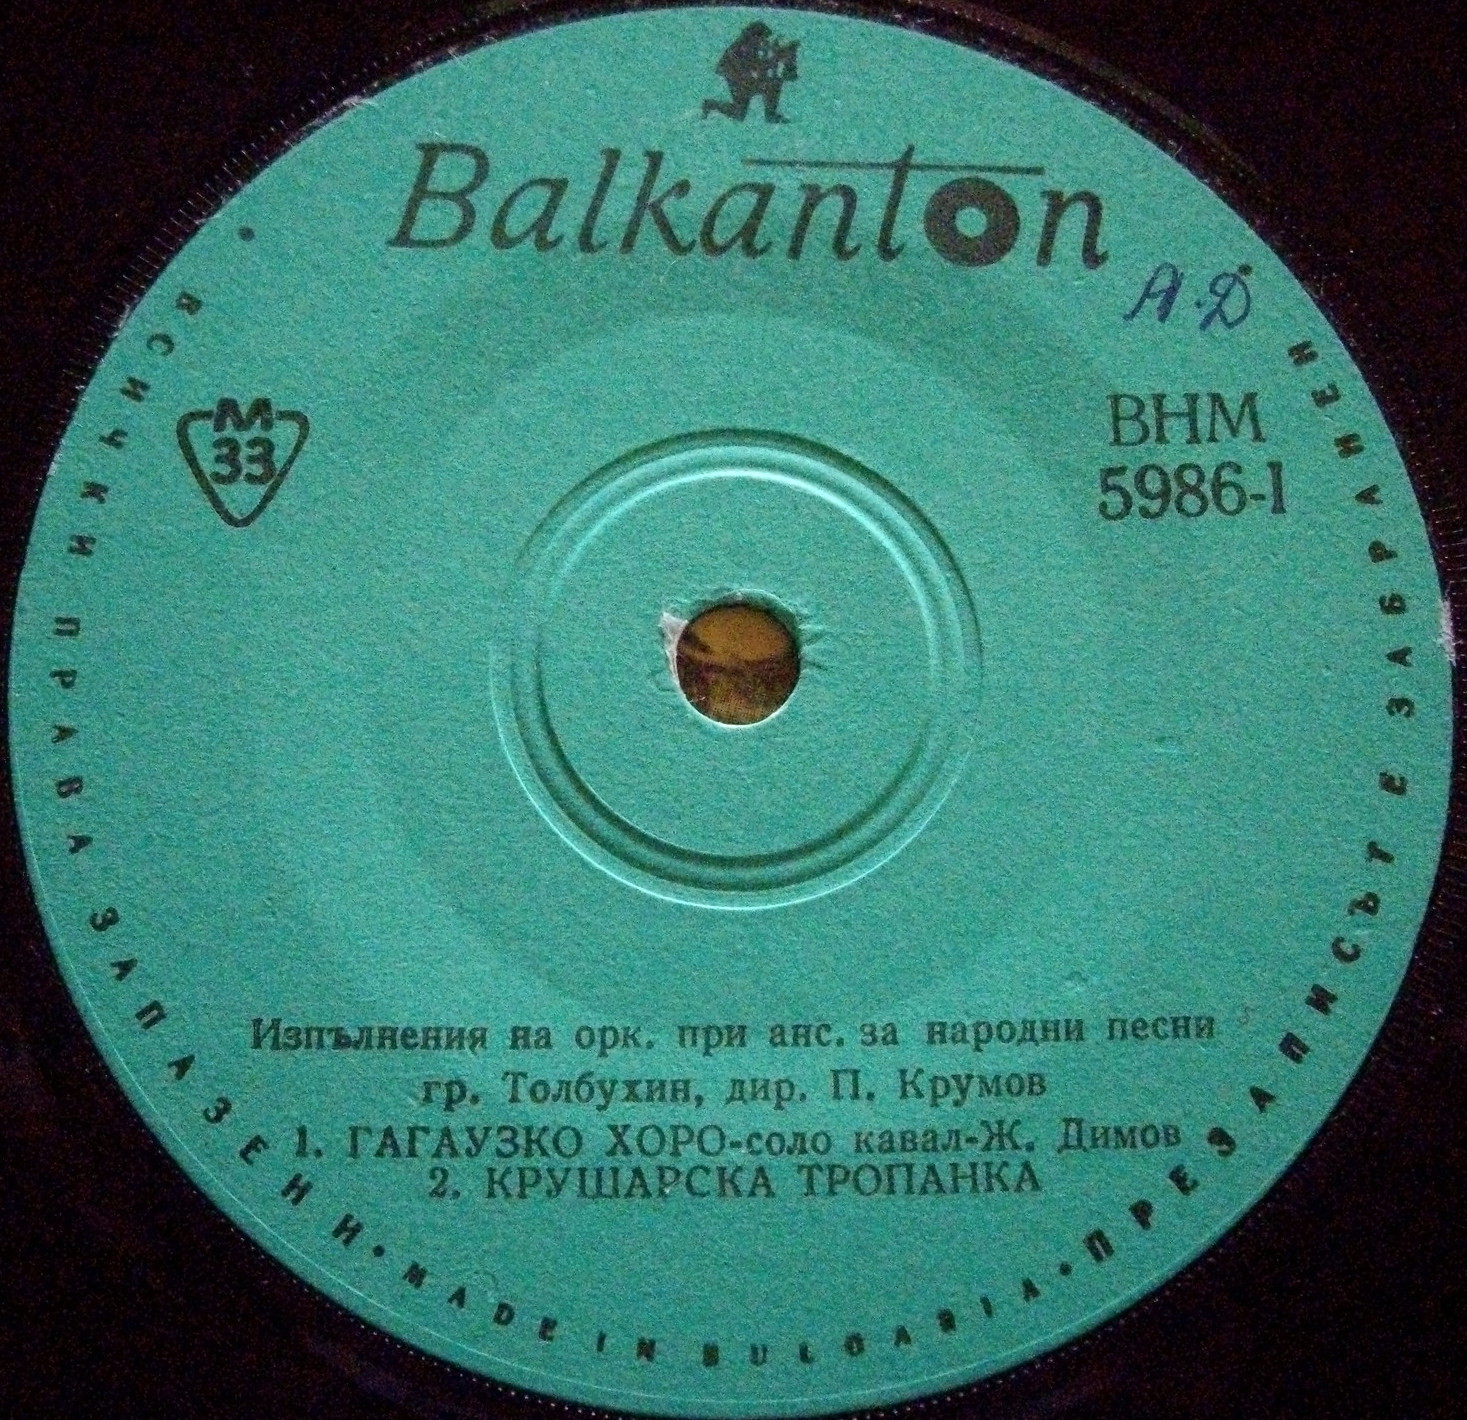 Balkanton
А.Д
М
33
ВНМ
5986-I
Изпълнения на орк. при анс. за народни песни
гр. Толбухин, дир. П. Крумов
1. ГАГАУЗКО ХОРО-соло кавал-Ж. Димов
2. КРУШАРСКА ТРОПАНКА
• ВСИЧКИ ПРАВА ЗАПАЗЕНИ • MADE IN BULGARIA • ПРЕЗАПИСЪТ Е ЗАБРАНЕН •